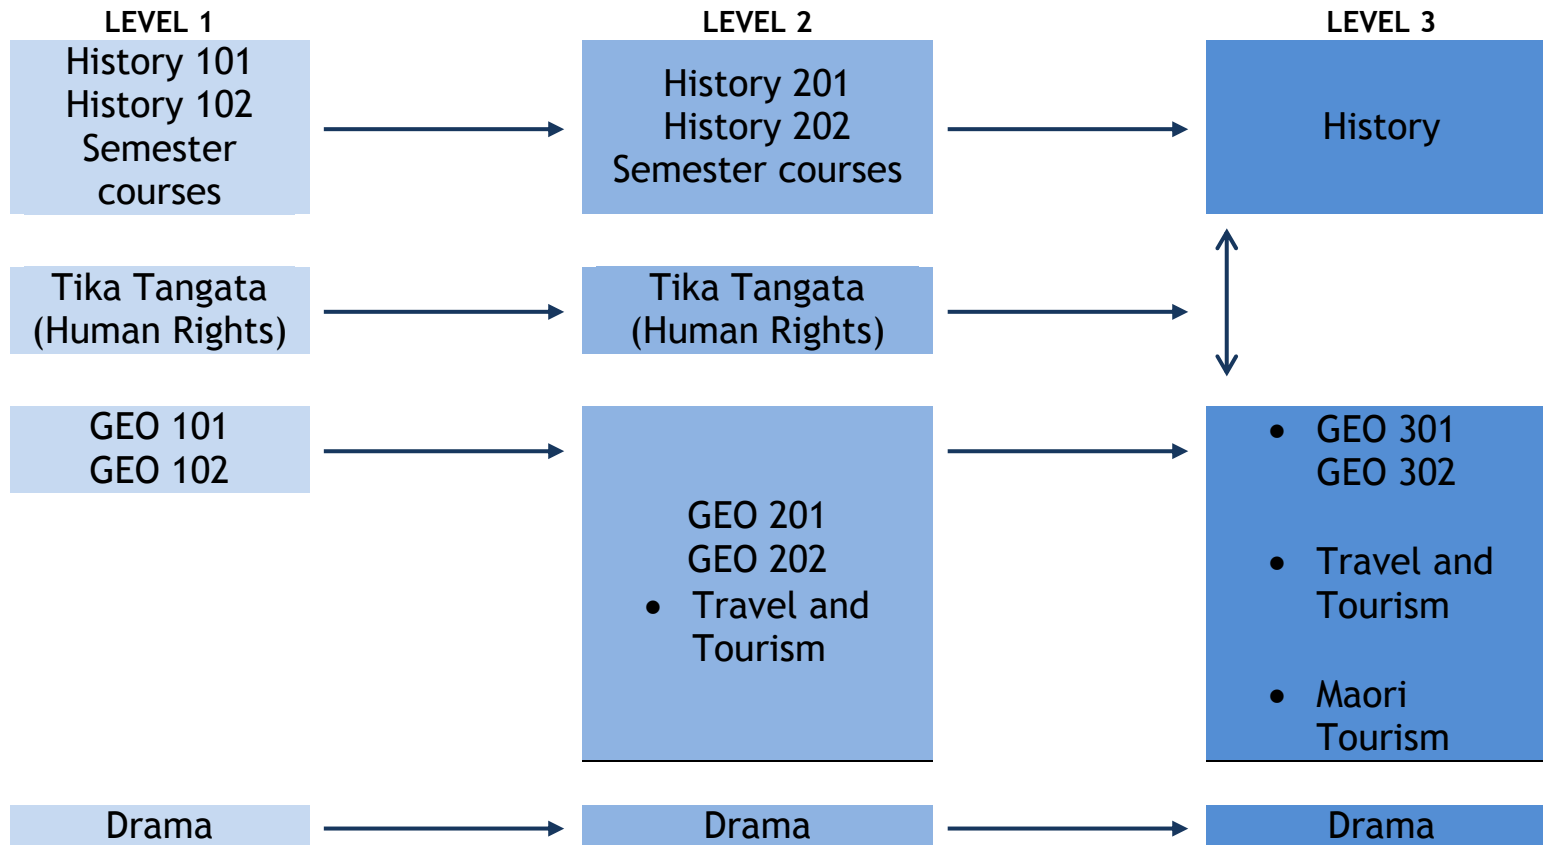 LEVEL 1
LEVEL 2
LEVEL 3
History 101
History 102
Semester
courses
History 201
History 202
Semester courses
History
Tika Tangata
(Human Rights)
Tika Tangata
(Human Rights)
GEO 101
GEO 102
GEO 201
GEO 202
• Travel and
Tourism
• GEO 301
GEO 302
• Travel and
Tourism
• Maori
Tourism
Drama
Drama
Drama